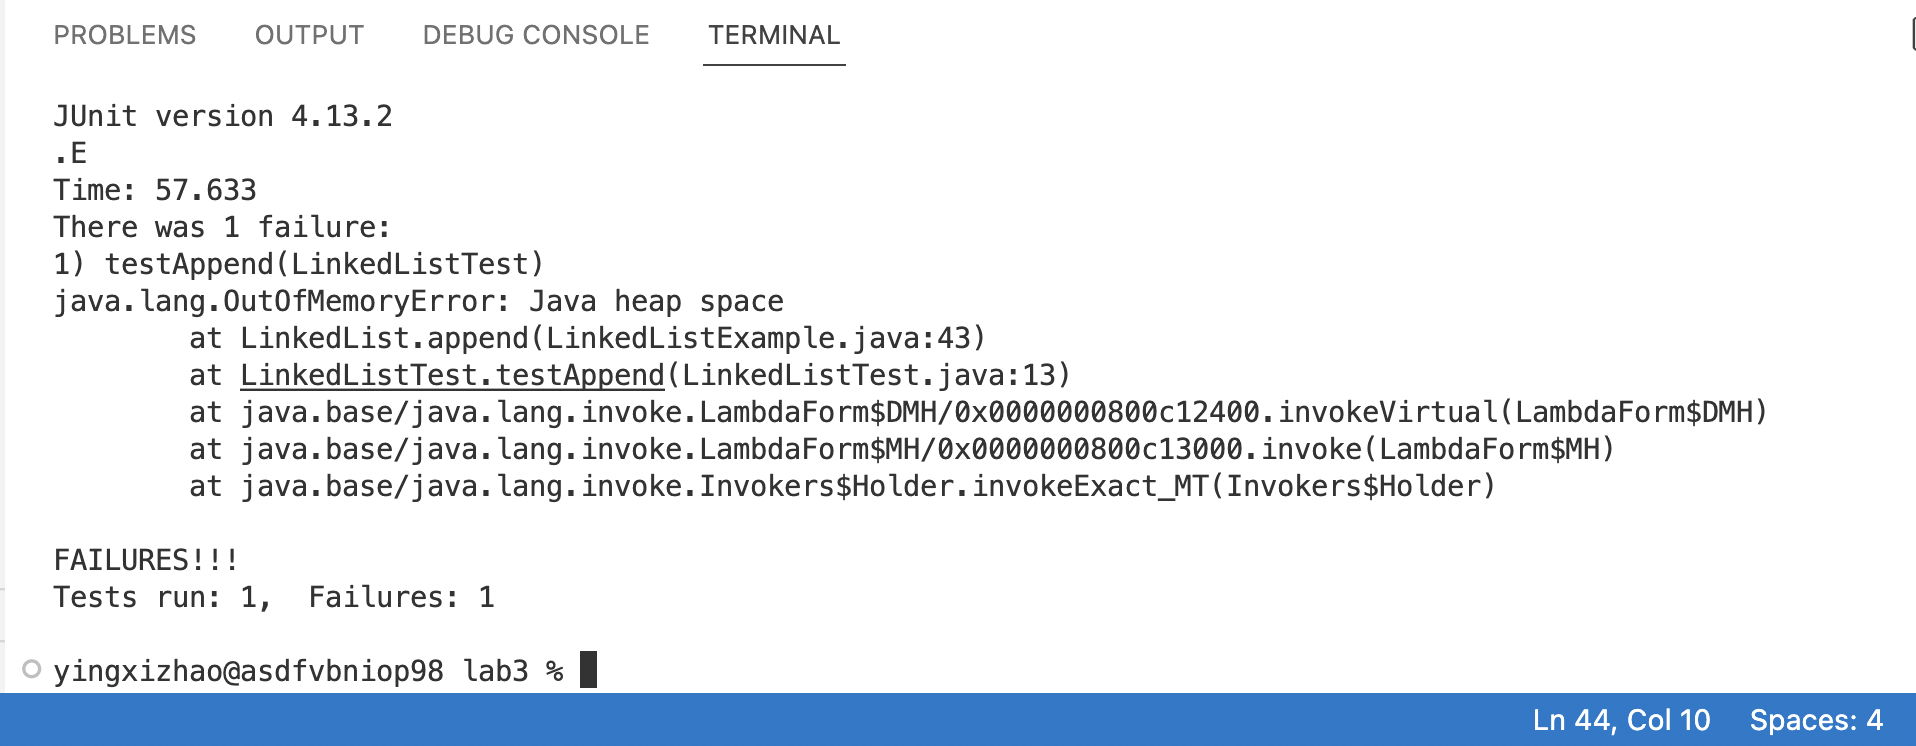 PROBLEMS OUTPUT DEBUG CONSOLE TERMINAL
JUnit version 4.13.2
.E
Time: 57.633
There was 1 failure:
1) testAppend(LinkedListTest)
java.lang.OutOfMemoryError: Java heap space
        at LinkedList.append(LinkedListExample.java:43)
        at LinkedListTest.testAppend(LinkedListTest.java:13)
        at java.base/java.lang.invoke.LambdaForm$DMH/0x0000000800c12400.invokeVirtual(LambdaForm$DMH)
        at java.base/java.lang.invoke.LambdaForm$MH/0x0000000800c13000.invoke(LambdaForm$MH)
        at java.base/java.lang.invoke.Invokers$Holder.invokeExact_MT(Invokers$Holder)
FAILURES!!!
Tests run: 1,  Failures: 1
yingxizhao@asdfvbniop98 lab3 %
Ln 44, Col 10 Spaces: 4